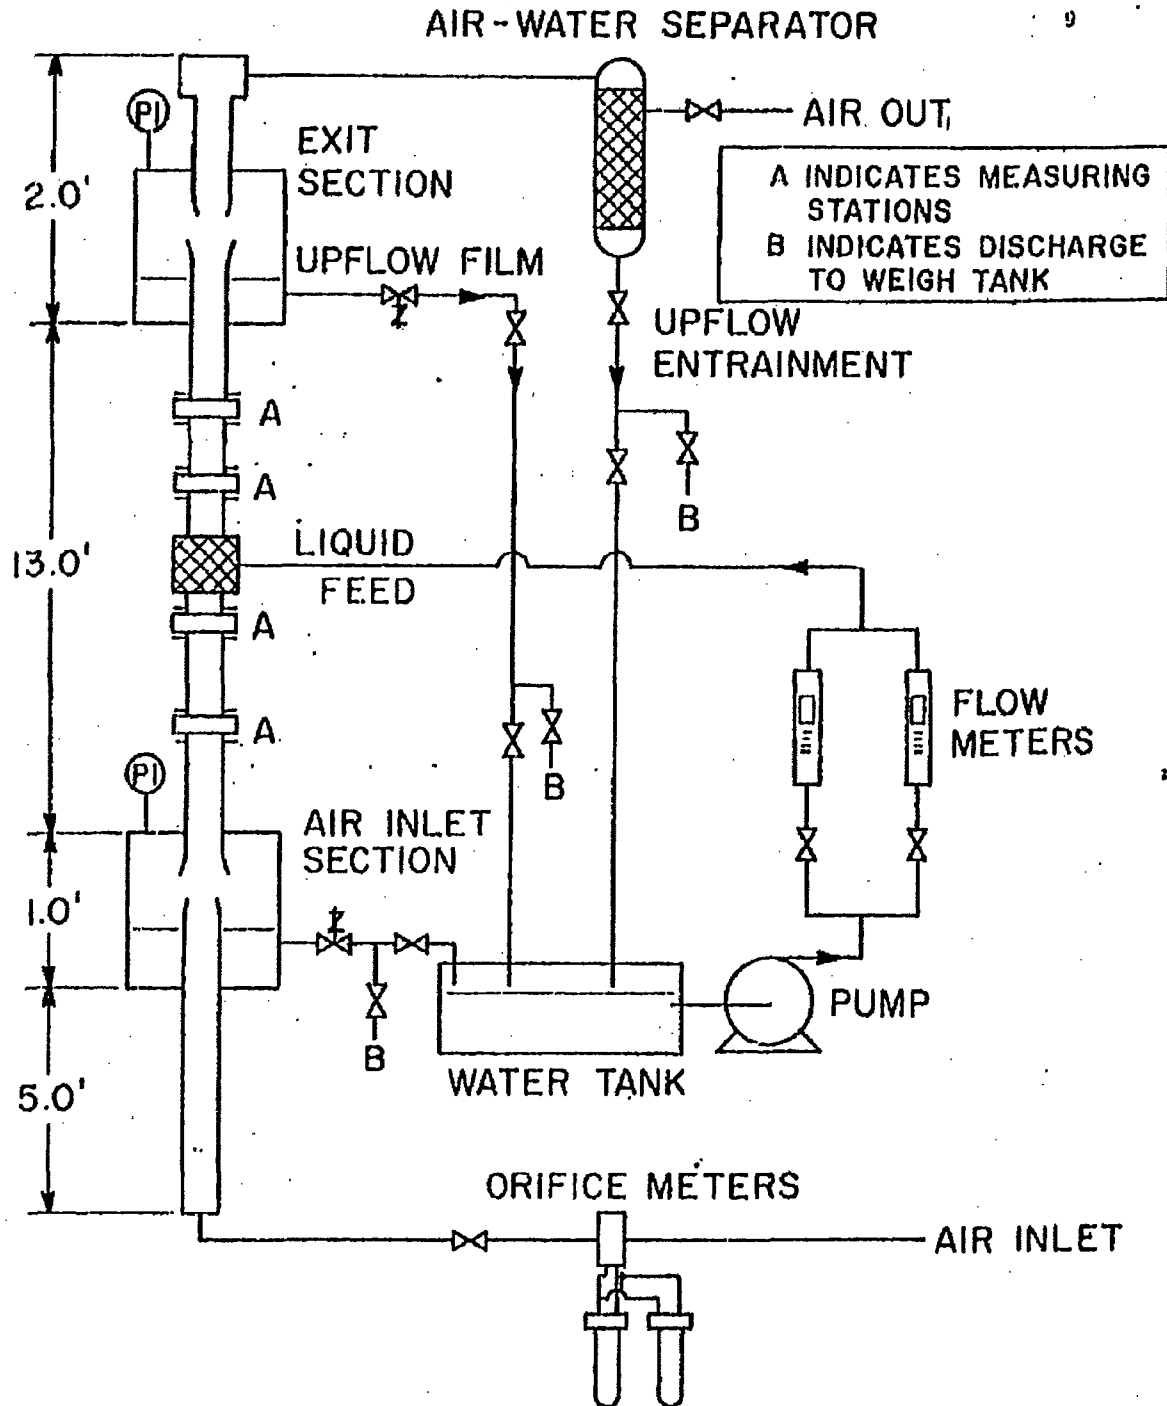 AIR-WATER SEPARATOR
9
PI
EXIT
SECTION
AIR OUT
2.0'
A INDICATES MEASURING
STATIONS
B INDICATES DISCHARGE
TO WEIGH TANK
UPFLOW FILM
UPFLOW
ENTRAINMENT
A
A
B
13.0'
LIQUID
FEED
A
A
FLOW
METERS
PI
B
AIR INLET
SECTION
1.0'
PUMP
B
WATER TANK
5.0'
ORIFICE METERS
AIR INLET